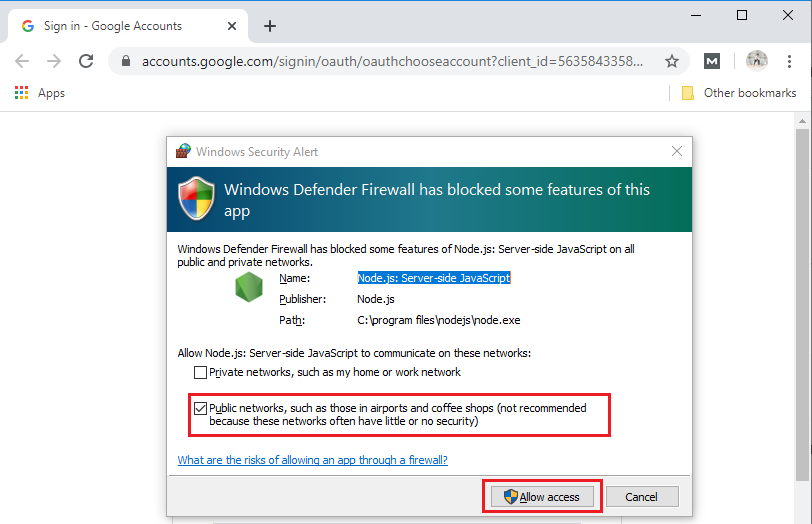 Sign in - Google Accounts
accounts.google.com/signin/oauth/oauthchooseaccount?client_id=5635843358...
M
Apps
Other bookmarks
Windows Security Alert
Windows Defender Firewall has blocked some features of this
app
Windows Defender Firewall has blocked some features of Node.js: Server-side JavaScript on all
public and private networks.
Name: Node.js: Server-side JavaScript
Publisher: Node.js
Path: C:\program files\nodejs\node.exe
Allow Node.js: Server-side JavaScript to communicate on these networks:
Private networks, such as my home or work network
Public networks, such as those in airports and coffee shops (not recommended
because these networks often have little or no security)
What are the risks of allowing an app through a firewall?
Allow access Cancel